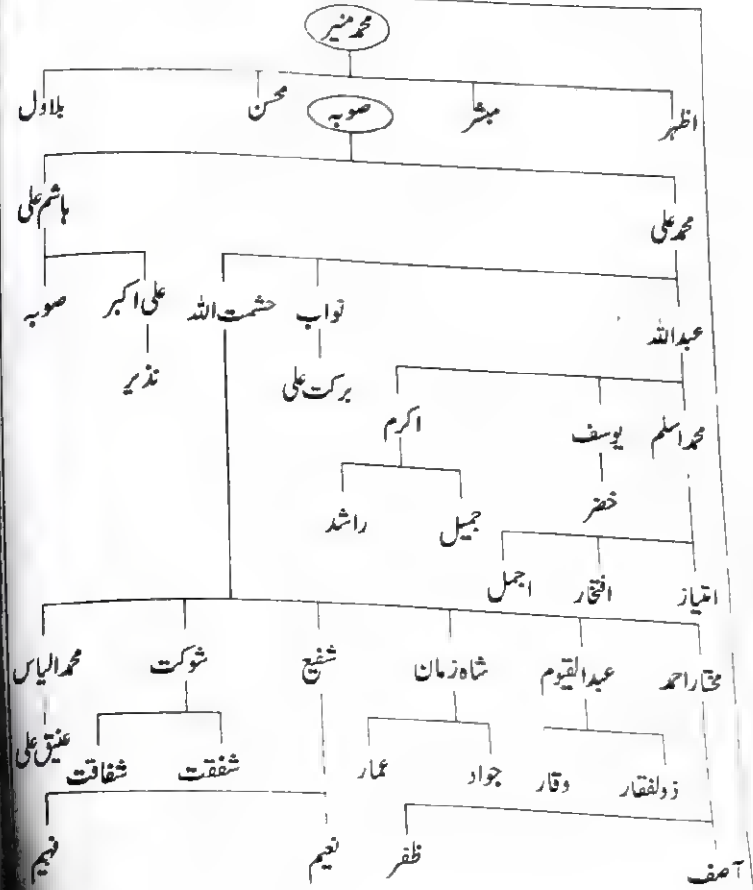 محمد منیر
اظہر مبشر محسن بلاول
صوبہ
محمد علی ہاشم علی
عبداللہ نواب حشمت اللہ علی اکبر صوبہ
برکت علی نذیر
محمد اسلم یوسف اکرم
خضر جمیل راشد
امتیاز افتخار اجمل
مختار احمد عبدالقیوم شاہ زمان شفیع شوکت محمد الیاس
ذولفقار وقار جواد عمار شفقت شفاقت عتیق علی
آصف ظفر نعیم